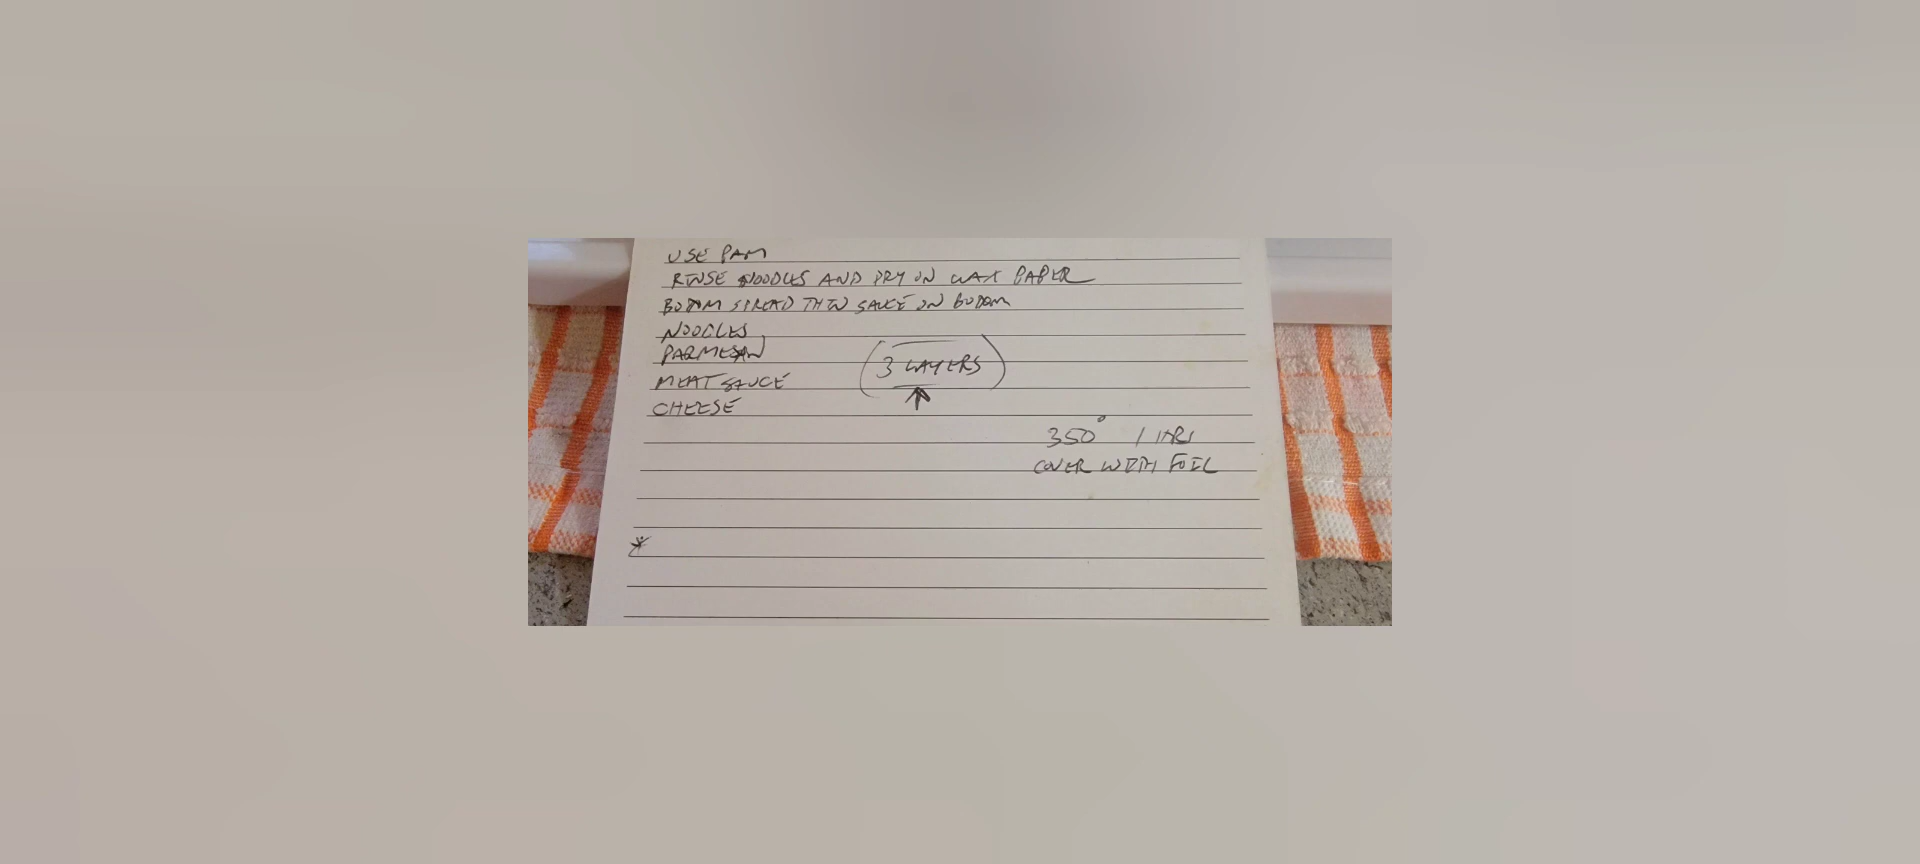 USE PAM
RINSE NOODLES AND DRY ON WAX PAPER
BOTTOM SPREAD THIN SAUCE ON BOTTOM
NOODLES
PARMESAN
MEAT SAUCE
CHEESE
(3 LAYERS)
350° 1 HRS
COVER WITH FOIL
*